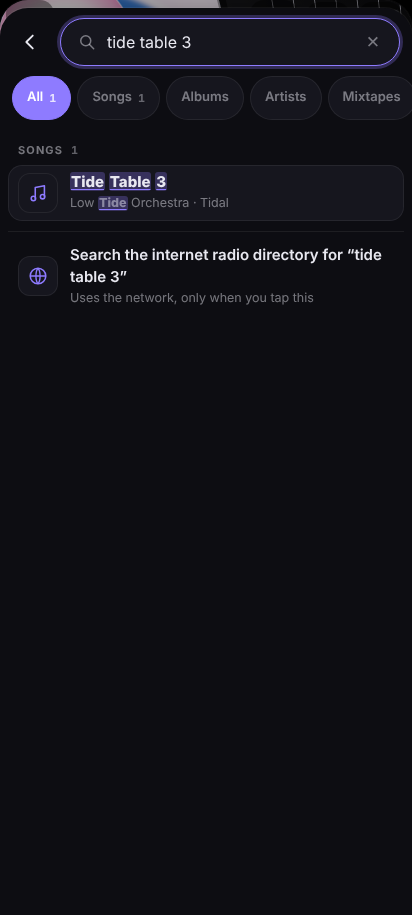 tide table 3
All 1
Songs 1
Albums
Artists
Mixtapes
SONGS 1
Tide Table 3
Low Tide Orchestra · Tidal
Search the internet radio directory for “tide
table 3”
Uses the network, only when you tap this